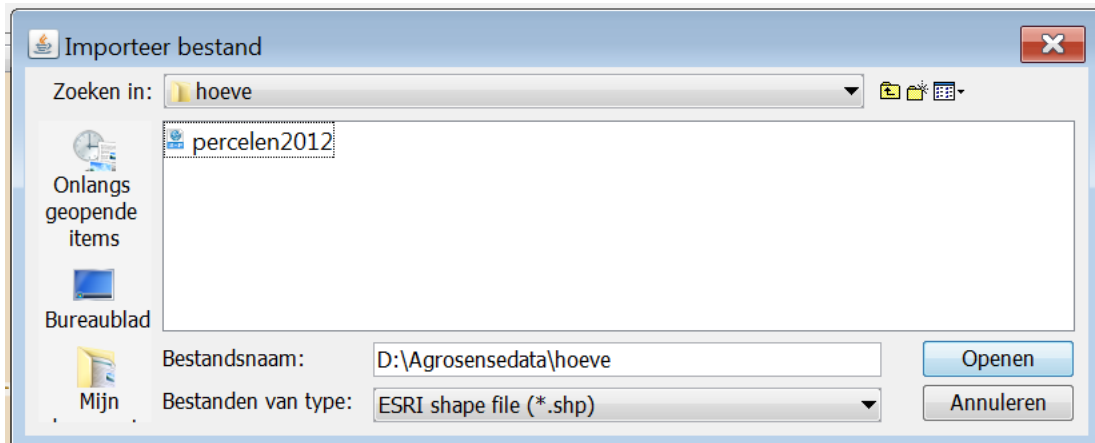 Importeer bestand
Zoeken in: hoeve
percelen2012
Onlangs
geopende
items
Bureaublad
Mijn
Bestandsnaam: D:\Agrosensedata\hoeve Openen
Bestanden van type: ESRI shape file (*.shp) Annuleren